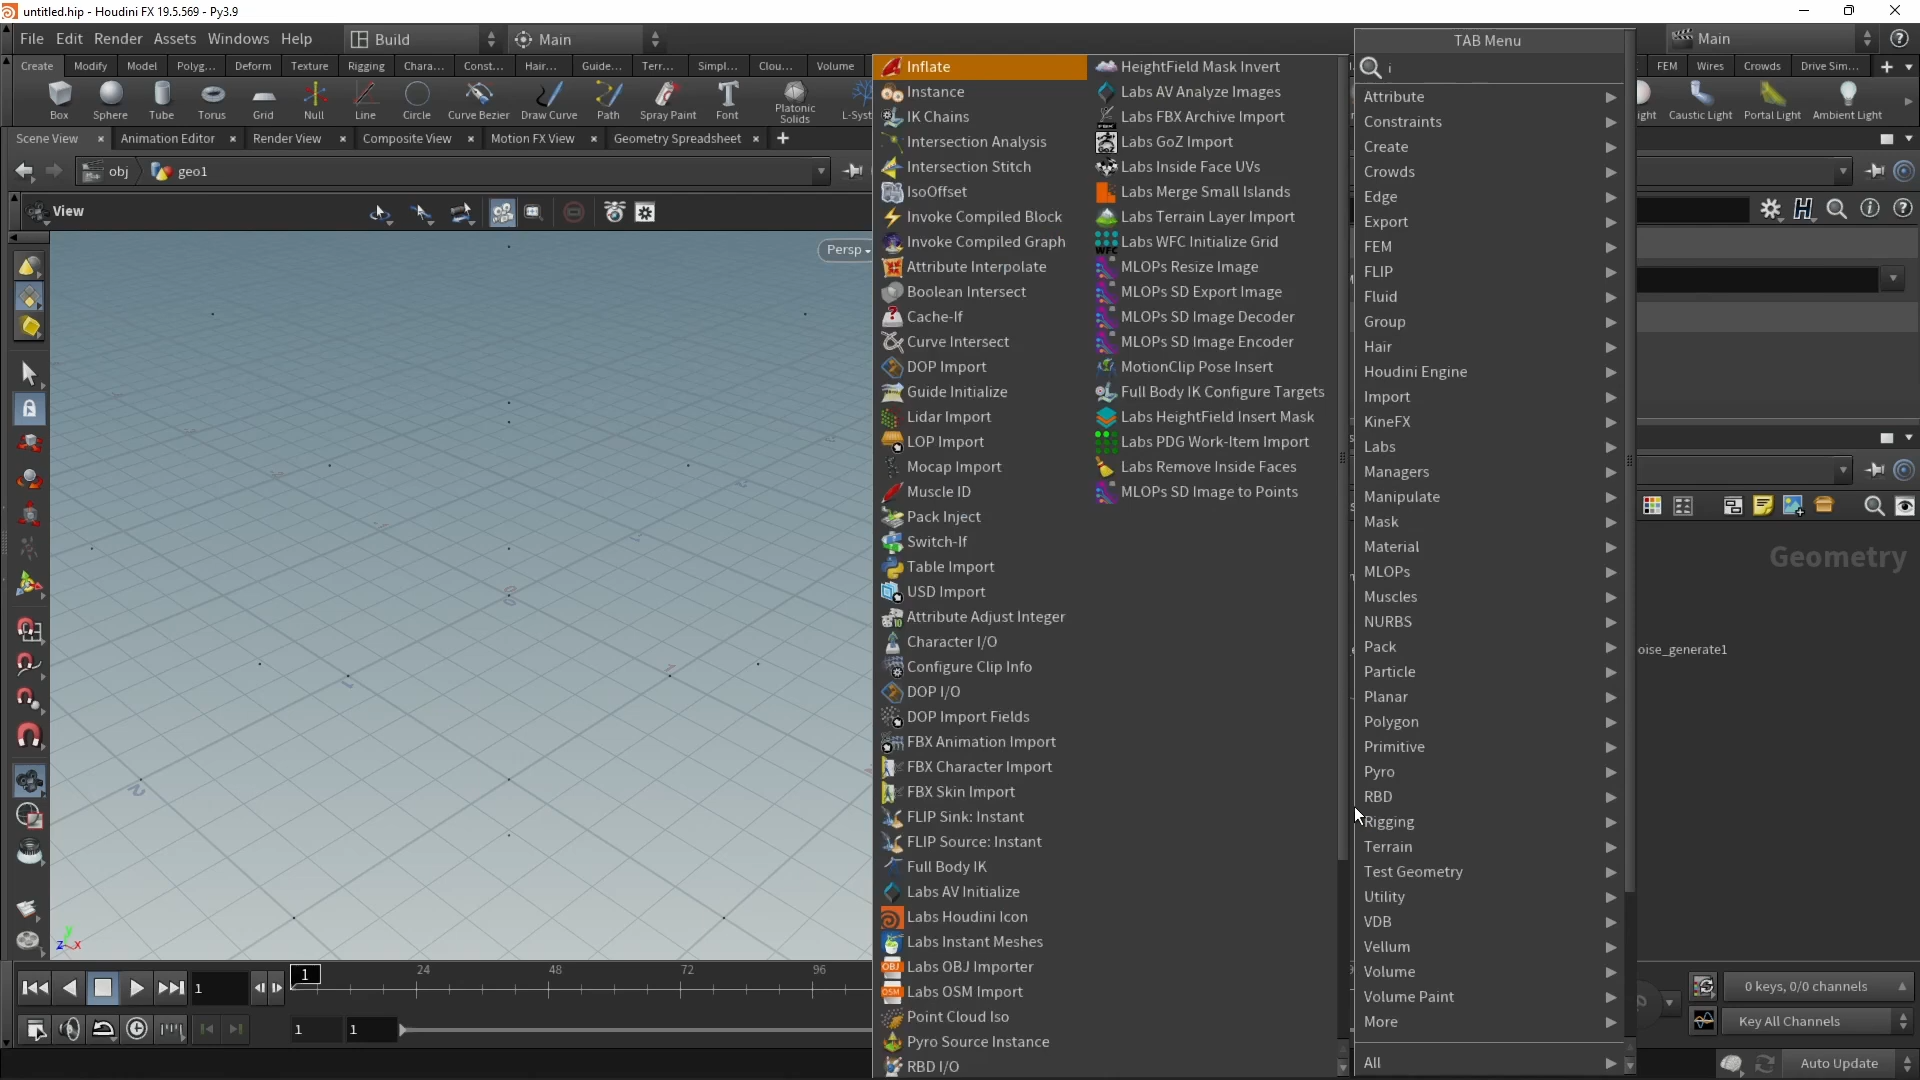 untitled.hip - Houdini FX 19.5.569 - Py3.9
File Edit Render Assets Windows Help Build Main
Main
Create Modify Model Polyg... Deform Texture Rigging Chara... Const... Hair... Guide... Terr... Simpl... Clou... Volume
FEM Wires Crowds Drive Sim...
Box Sphere Tube Torus Grid Null Line Circle Curve Bezier Draw Curve Path Spray Paint Font Platonic Solids L-Syst
ight Caustic Light Portal Light Ambient Light
Scene View Animation Editor Render View Composite View Motion FX View Geometry Spreadsheet
obj geo1
View
Persp
Inflate
Instance
IK Chains
Intersection Analysis
Intersection Stitch
IsoOffset
Invoke Compiled Block
Invoke Compiled Graph
Attribute Interpolate
Boolean Intersect
Cache-If
Curve Intersect
DOP Import
Guide Initialize
Lidar Import
LOP Import
Mocap Import
Muscle ID
Pack Inject
Switch-If
Table Import
USD Import
Attribute Adjust Integer
Character I/O
Configure Clip Info
DOP I/O
DOP Import Fields
FBX Animation Import
FBX Character Import
FBX Skin Import
FLIP Sink: Instant
FLIP Source: Instant
Full Body IK
Labs AV Initialize
Labs Houdini Icon
Labs Instant Meshes
Labs OBJ Importer
Labs OSM Import
Point Cloud Iso
Pyro Source Instance
RBD I/O
HeightField Mask Invert
Labs AV Analyze Images
Labs FBX Archive Import
Labs GoZ Import
Labs Inside Face UVs
Labs Merge Small Islands
Labs Terrain Layer Import
Labs WFC Initialize Grid
MLOPs Resize Image
MLOPs SD Export Image
MLOPs SD Image Decoder
MLOPs SD Image Encoder
MotionClip Pose Insert
Full Body IK Configure Targets
Labs HeightField Insert Mask
Labs PDG Work-Item Import
Labs Remove Inside Faces
MLOPs SD Image to Points
TAB Menu
i
Attribute
Constraints
Create
Crowds
Edge
Export
FEM
FLIP
Fluid
Group
Hair
Houdini Engine
Import
KineFX
Labs
Managers
Manipulate
Mask
Material
MLOPs
Muscles
NURBS
Pack
Particle
Planar
Polygon
Primitive
Pyro
RBD
Rigging
Terrain
Test Geometry
Utility
VDB
Vellum
Volume
Volume Paint
More
All
Geometry
oise_generate1
1 1 24 48 72 96
1 1
0 keys, 0/0 channels
Key All Channels
Auto Update